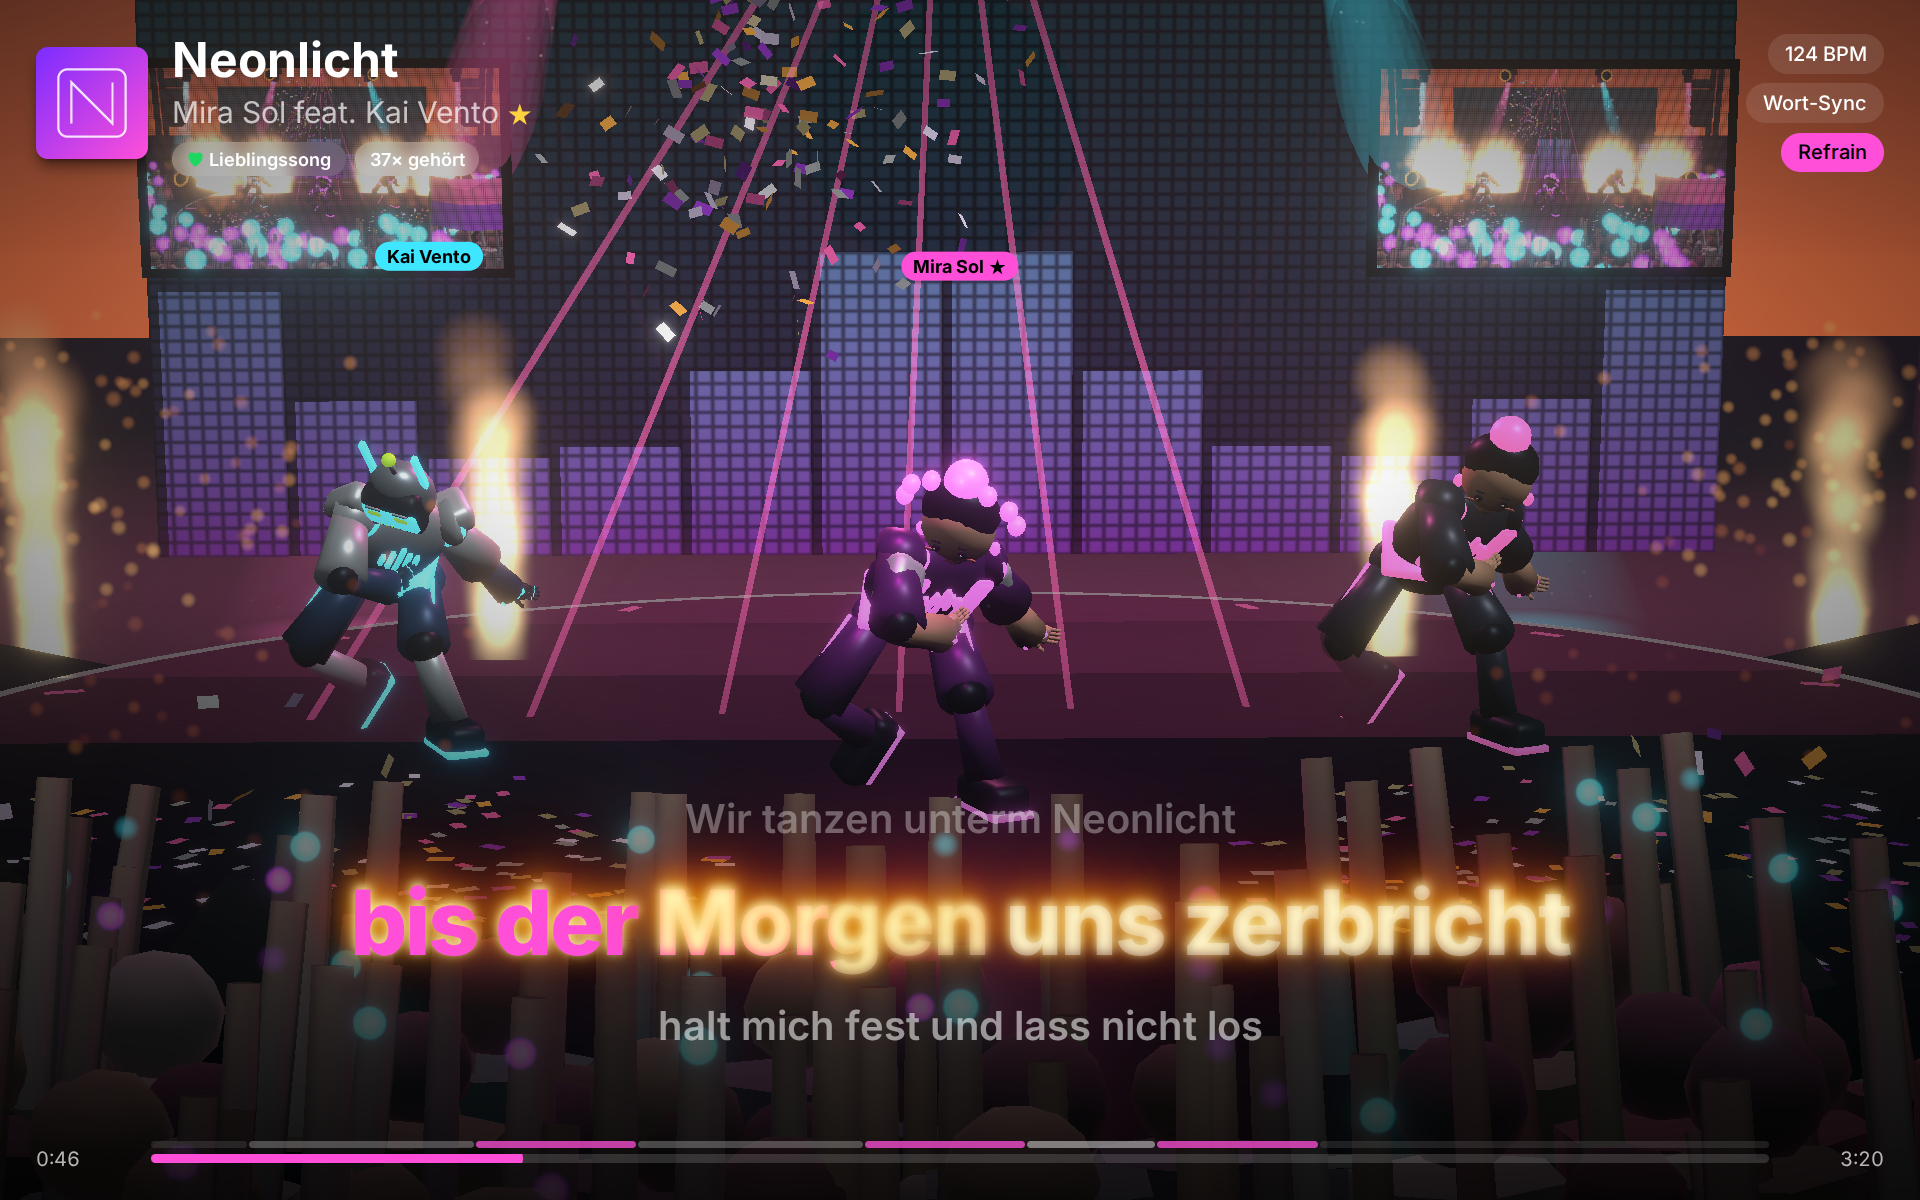 Neonlicht
Mira Sol feat. Kai Vento ★
Lieblingssong
37× gehört
124 BPM
Wort-Sync
Refrain
Kai Vento
Mira Sol ★
Wir tanzen unterm Neonlicht
bis der Morgen uns zerbricht
halt mich fest und lass nicht los
0:46
3:20